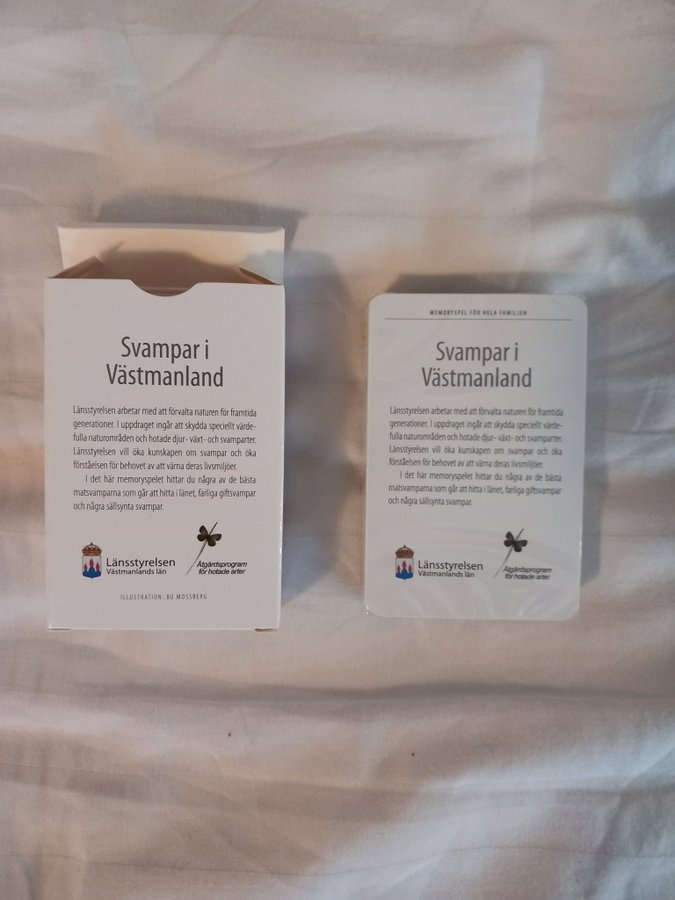 Svampar i
Västmanland
Länsstyrelsen arbetar med att förvalta naturen för framtida
generationer. I uppdraget ingår att skydda speciellt värde-
fulla naturområden och hotade djur- växt- och svamparter.
Länsstyrelsen vill öka kunskapen om svampar och öka
förståelsen för behovet av att värna deras livsmiljöer.
I det här memoryspelet hittar du några av de bästa
matsvamparna som går att hitta i länet, farliga giftsvampar
och några sällsynta svampar.
Länsstyrelsen
Västmanlands län
Åtgärdsprogram
för hotade arter
ILLUSTRATION: BO MOSSBERG
MEMORYSPEL FÖR HELA FAMILJEN
Svampar i
Västmanland
Länsstyrelsen arbetar med att förvalta naturen för framtida
generationer. I uppdraget ingår att skydda speciellt värde-
fulla naturområden och hotade djur- växt- och svamparter.
Länsstyrelsen vill öka kunskapen om svampar och öka
förståelsen för behovet av att värna deras livsmiljöer.
I det här memoryspelet hittar du några av de bästa
matsvamparna som går att hitta i länet, farliga giftsvampar
och några sällsynta svampar.
Länsstyrelsen
Västmanlands län
Åtgärdsprogram
för hotade arter